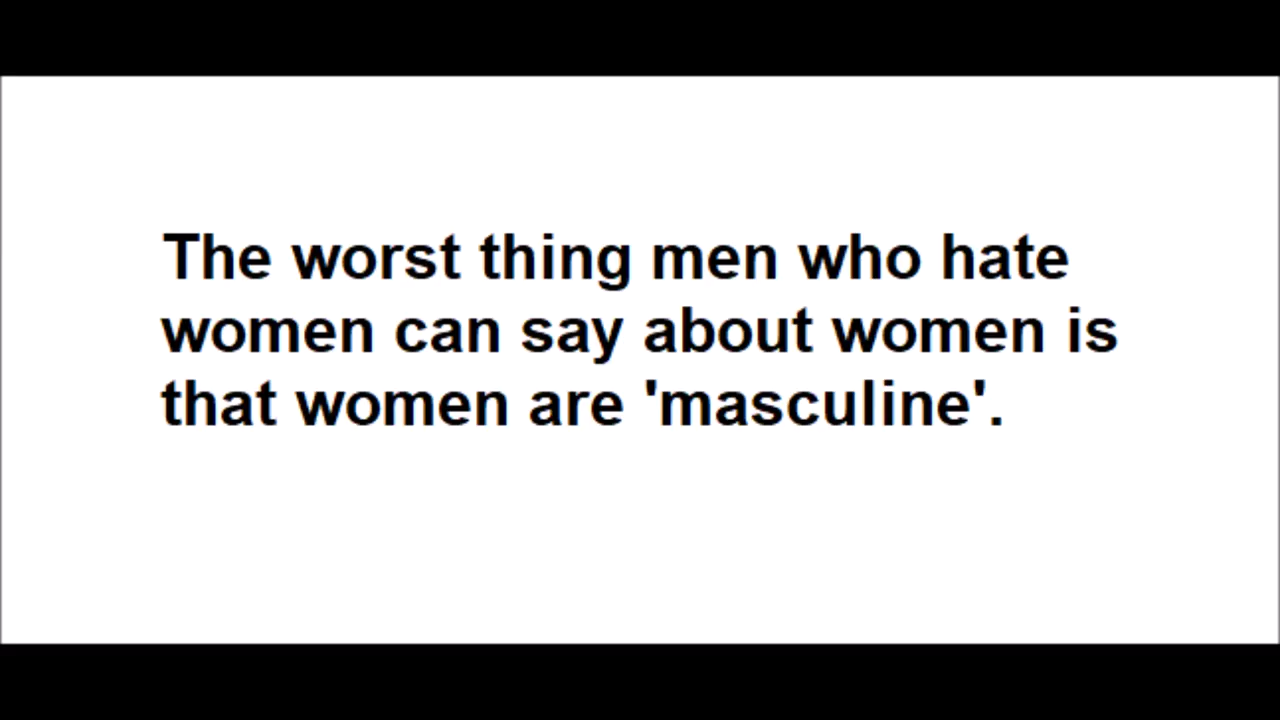 The worst thing men who hate
women can say about women is
that women are 'masculine'.